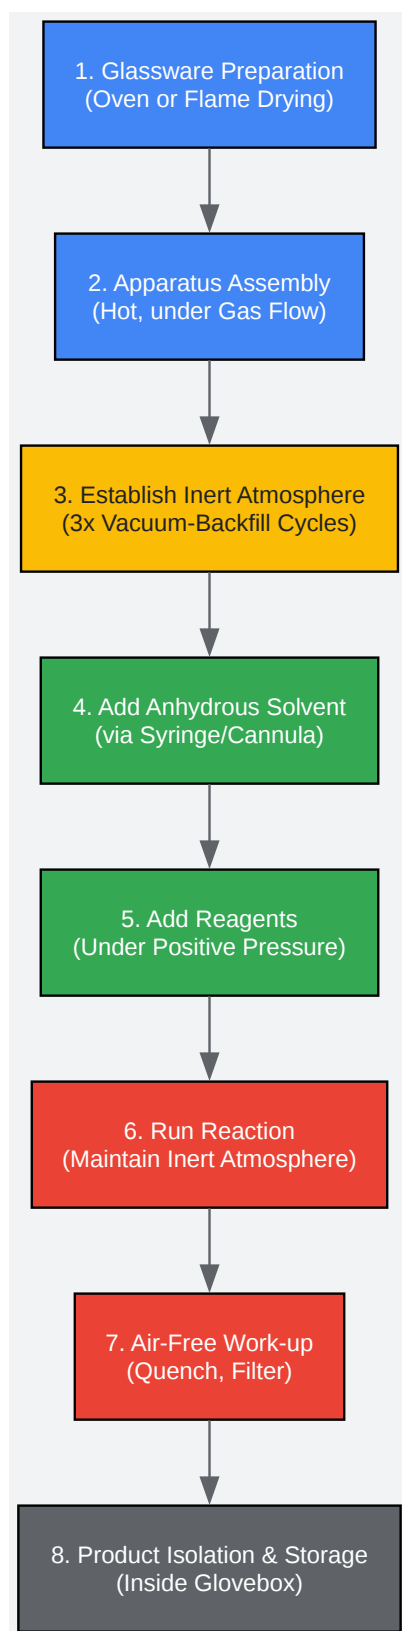 1. Glassware Preparation
(Oven or Flame Drying)
2. Apparatus Assembly
(Hot, under Gas Flow)
3. Establish Inert Atmosphere
(3x Vacuum-Backfill Cycles)
4. Add Anhydrous Solvent
(via Syringe/Cannula)
5. Add Reagents
(Under Positive Pressure)
6. Run Reaction
(Maintain Inert Atmosphere)
7. Air-Free Work-up
(Quench, Filter)
8. Product Isolation & Storage
(Inside Glovebox)